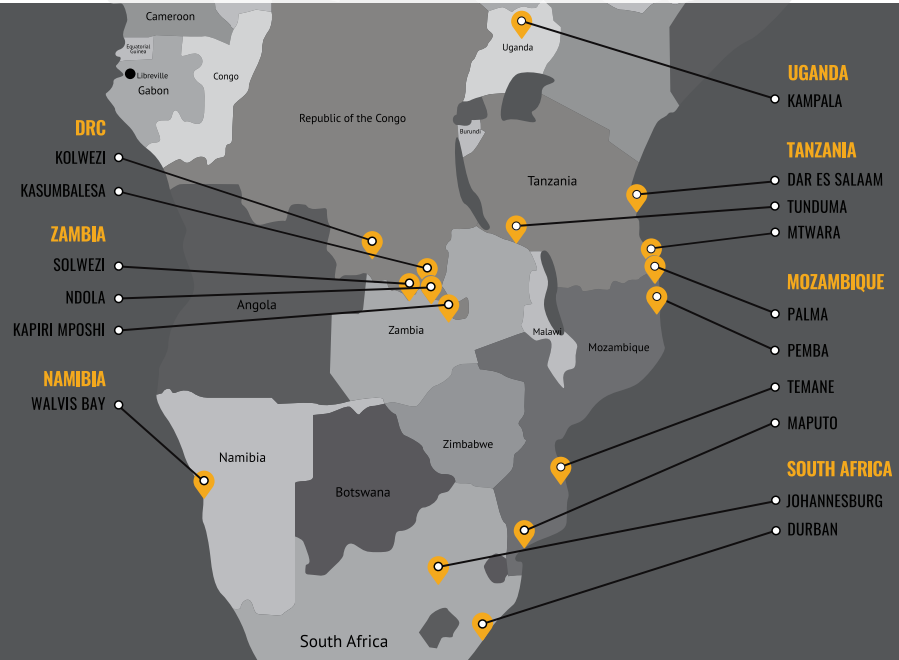 Cameroon
Equatorial
Guinea
Libreville
Gabon
Congo
Republic of the Congo
Uganda
Burundi
Tanzania
Angola
Zambia
Malawi
Mozambique
Zimbabwe
Namibia
Botswana
South Africa
DRC
KOLWEZI
KASUMBALESA
ZAMBIA
SOLWEZI
NDOLA
KAPIRI MPOSHI
NAMIBIA
WALVIS BAY
UGANDA
KAMPALA
TANZANIA
DAR ES SALAAM
TUNDUMA
MTWARA
MOZAMBIQUE
PALMA
PEMBA
TEMANE
MAPUTO
SOUTH AFRICA
JOHANNESBURG
DURBAN